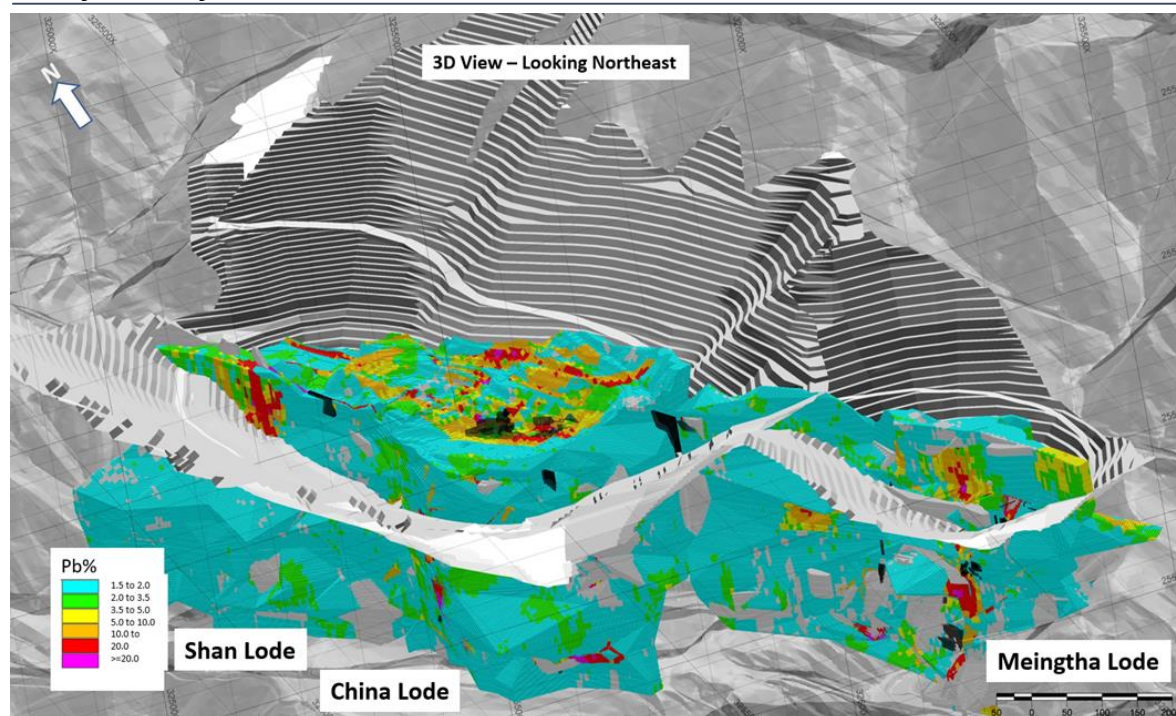 3D View – Looking Northeast
N
Pb%
1.5 to 2.0
2.0 to 3.5
3.5 to 5.0
5.0 to 10.0
10.0 to
20.0
>=20.0
Shan Lode
China Lode
Meingtha Lode
50 0 50 100 150 200